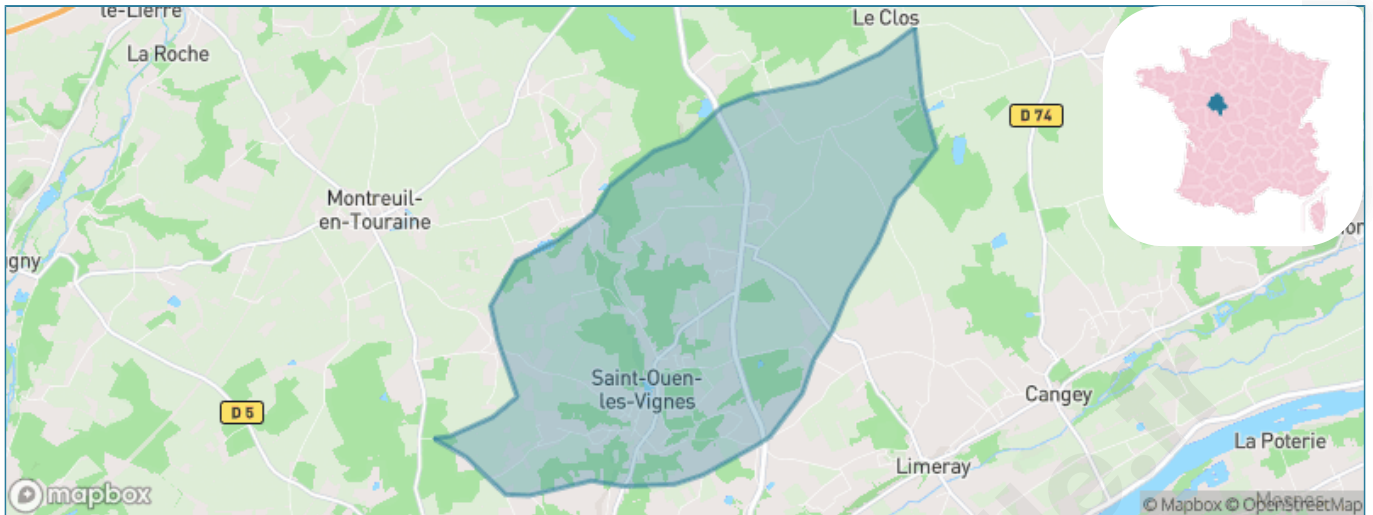 le-Lierre
La Roche
Le Clos
D 74
Montreuil-
en-Touraine
gny
Saint-Ouen-
les-Vignes
D 5
Cangey
La Poterie
Limeray
mapbox
© Mapbox © OpenStreetMap